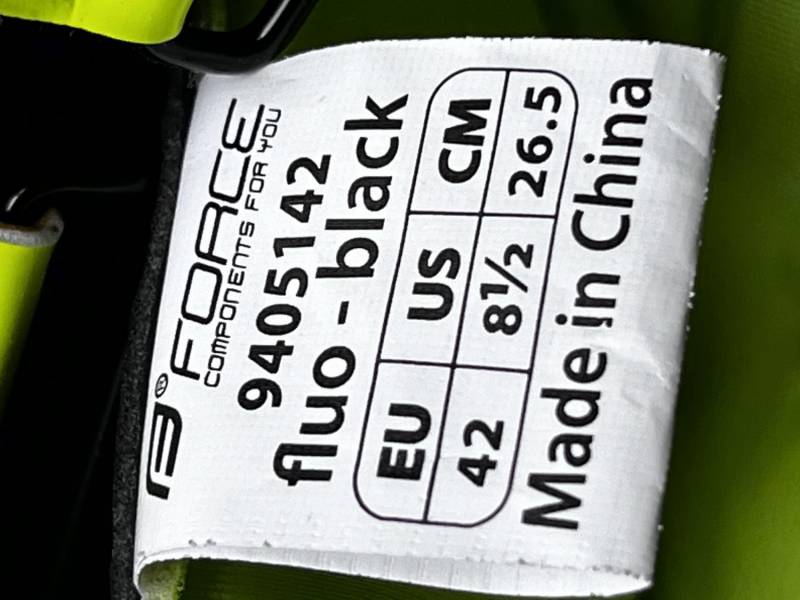 ® FORCE
COMPONENTS FOR YOU
9405142
fluo - black
EU US CM
42 8½ 26.5
Made in China